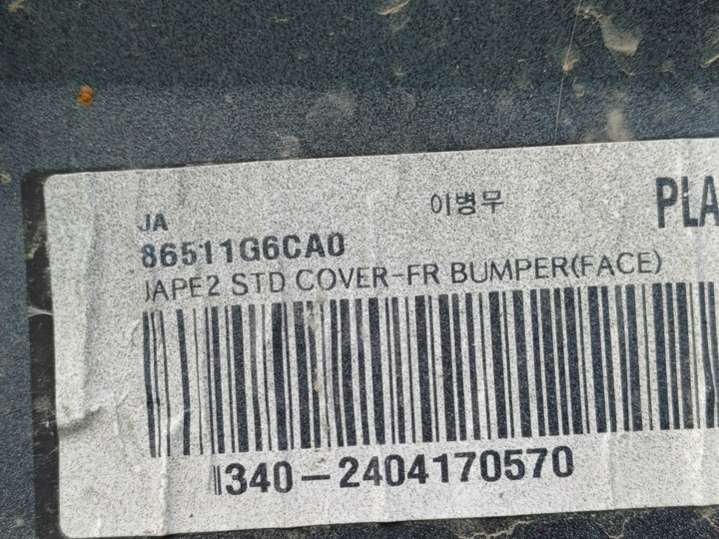 JA
이병무
PLA
86511G6CA0
JAPE2 STD COVER-FR BUMPER(FACE)
340-2404170570